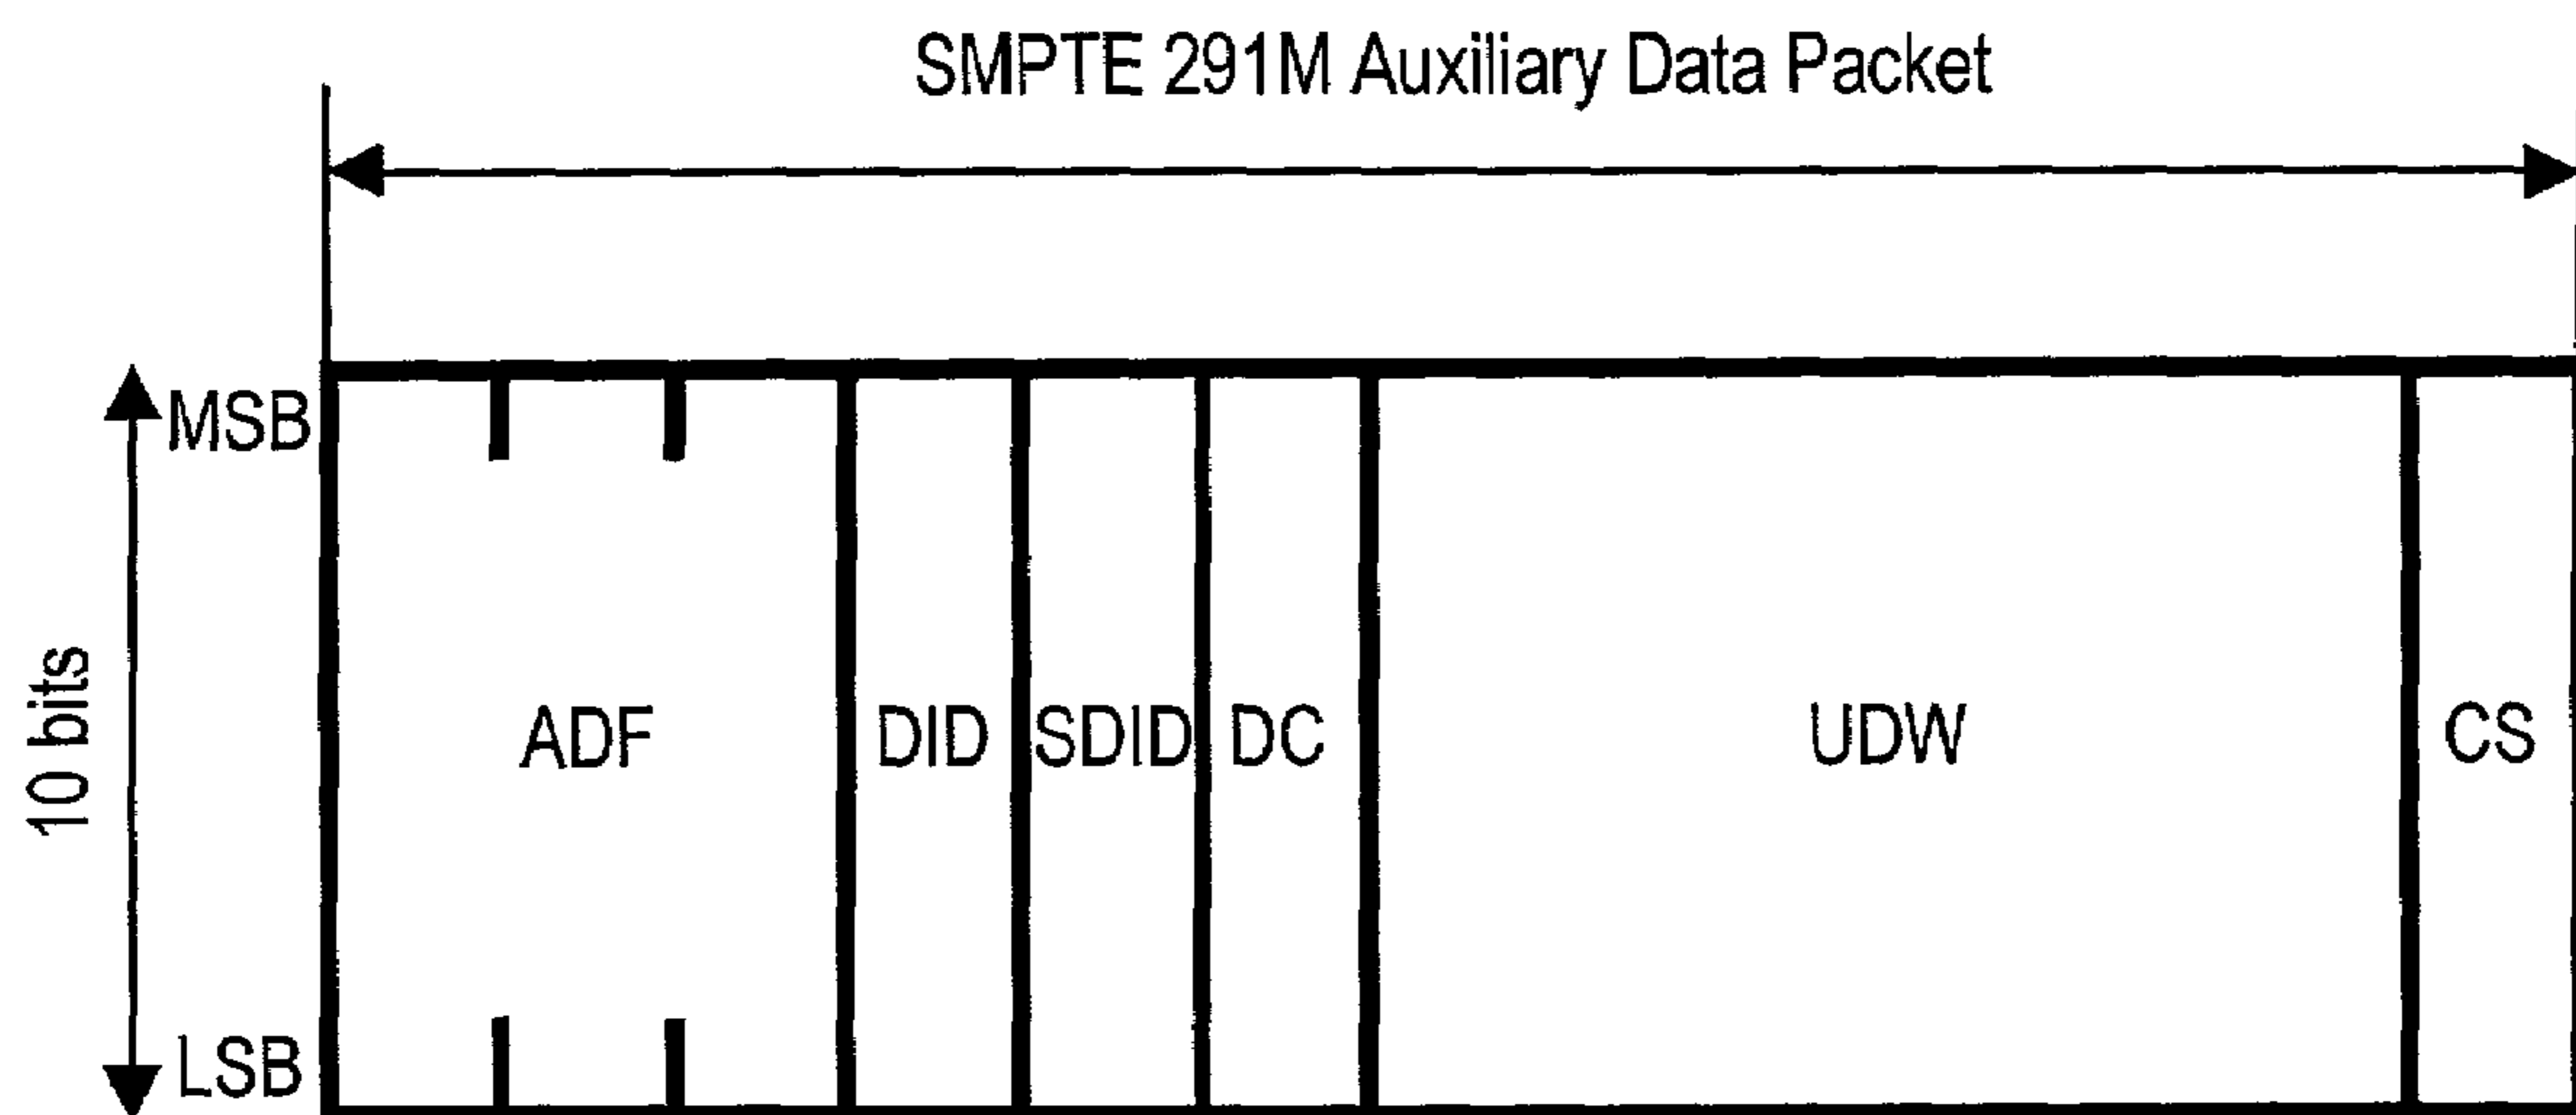 SMPTE 291M Auxiliary Data Packet
MSB
10 bits
ADF
DID
SDID
DC
UDW
CS
LSB